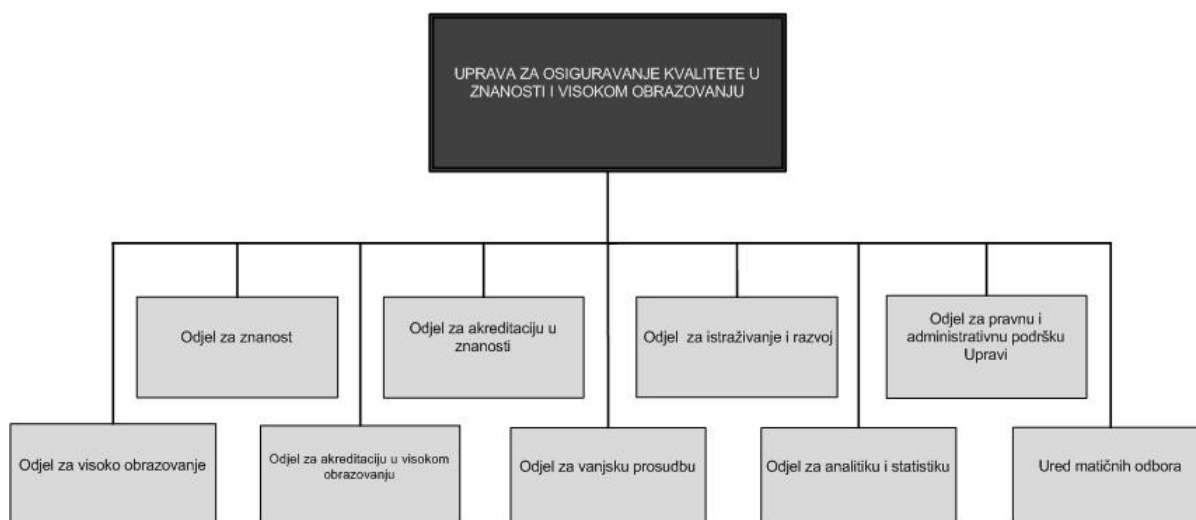 UPRAVA ZA OSIGURAVANJE KVALITETE U
ZNANOSTI I VISOKOM OBRAZOVANJU
Odjel za znanost
Odjel za akreditaciju u
znanosti
Odjel za istraživanje i razvoj
Odjel za pravnu i
administrativnu podršku
Upravi
Odjel za visoko obrazovanje
Odjel za akreditaciju u visokom
obrazovanju
Odjel za vanjsku prosudbu
Odjel za analitiku i statistiku
Ured matičnih odbora